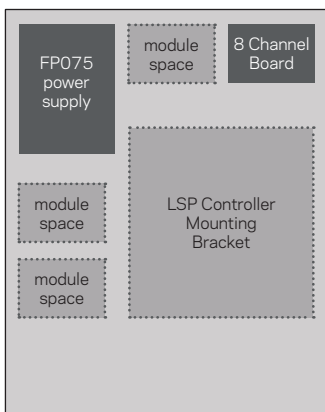 FP075
power
supply
module
space
8 Channel
Board
module
space
LSP Controller
Mounting
Bracket
module
space